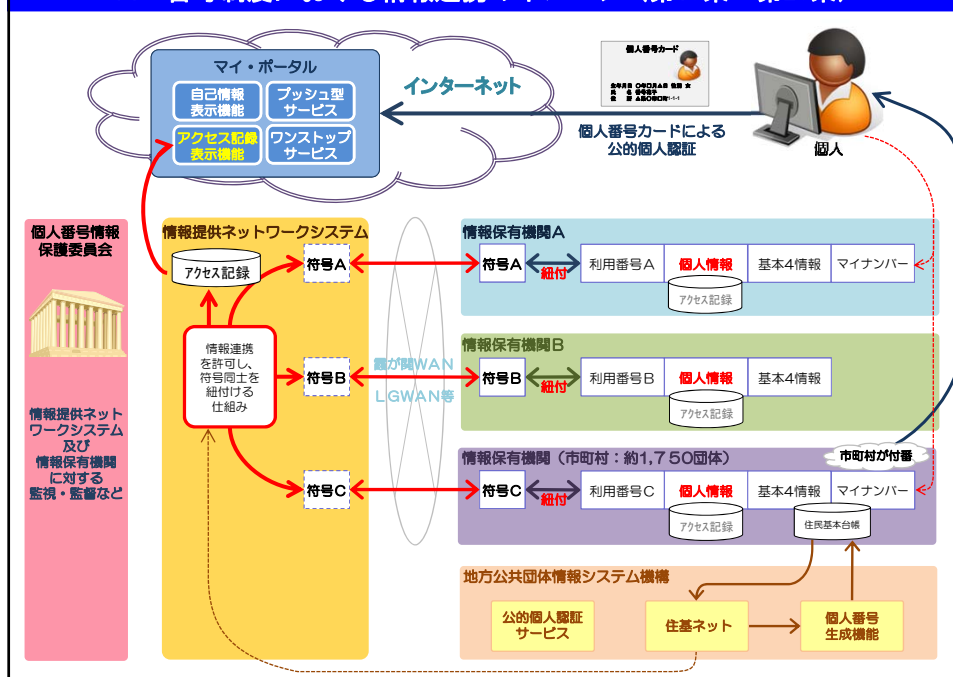 マイ・ポータル
自己情報
表示機能
プッシュ型
サービス
アクセス記録
表示機能
ワンストップ
サービス
インターネット
個人番号カード
個人番号カードによる
公的個人認証
個人
個人番号情報
保護委員会
情報提供ネット
ワークシステム
及び
情報保有機関
に対する
監視・監督など
情報提供ネットワークシステム
アクセス記録
情報連携
を許可し、
符号同士を
紐付ける
仕組み
符号A
符号B
符号C
霞が関WAN
LGWAN等
情報保有機関A
符号A
紐付
利用番号A
個人情報
基本4情報
マイナンバー
アクセス記録
情報保有機関B
符号B
紐付
利用番号B
個人情報
基本4情報
アクセス記録
情報保有機関(市町村:約1,750団体)
市町村が付番
符号C
紐付
利用番号C
個人情報
基本4情報
マイナンバー
アクセス記録
住民基本台帳
地方公共団体情報システム機構
公的個人認証
サービス
住基ネット
個人番号
生成機能